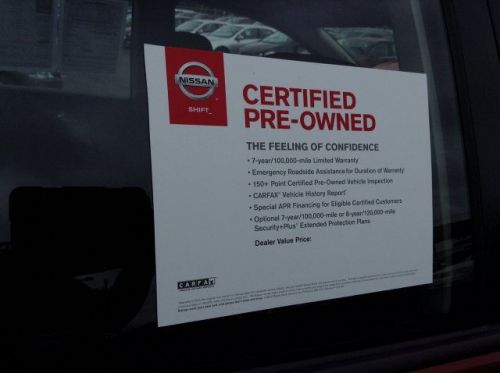 NISSAN
SHIFT_
CERTIFIED
PRE-OWNED
THE FEELING OF CONFIDENCE
• 7-year/100,000-mile Limited Warranty*
• Emergency Roadside Assistance for Duration of Warranty
• 150+ Point Certified Pre-Owned Vehicle Inspection
• CARFAX® Vehicle History Report™
• Special APR Financing for Eligible Certified Customers
• Optional 7-year/100,000-mile or 8-year/120,000-mile
Security+Plus® Extended Protection Plans
Dealer Value Price:
CARFAX